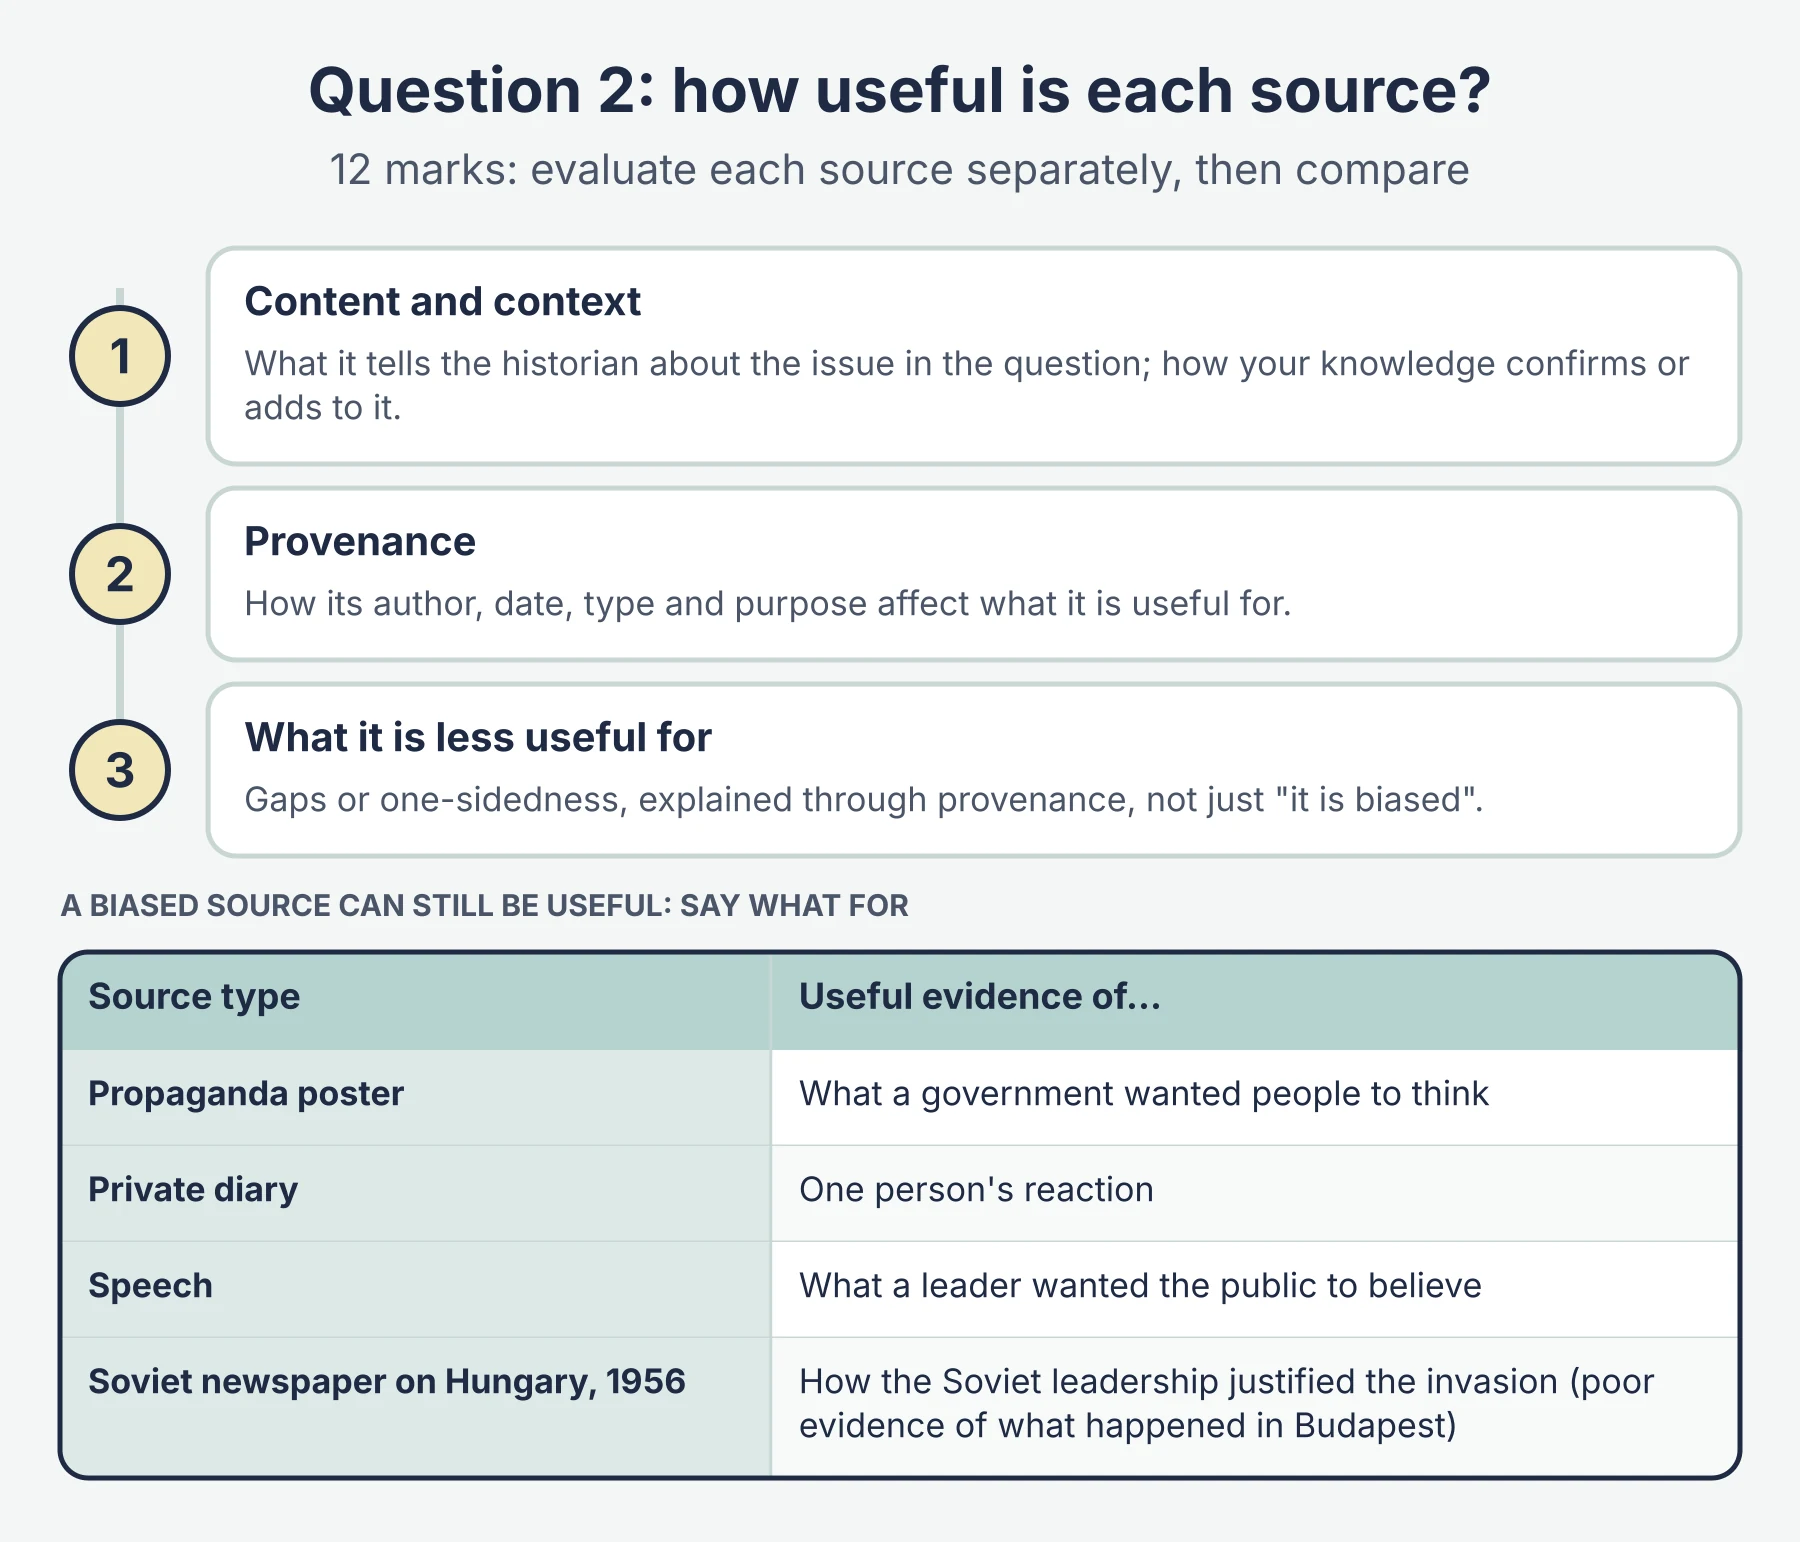 Question 2: how useful is each source?
12 marks: evaluate each source separately, then compare
1
Content and context
What it tells the historian about the issue in the question; how your knowledge confirms or
adds to it.
2
Provenance
How its author, date, type and purpose affect what it is useful for.
3
What it is less useful for
Gaps or one-sidedness, explained through provenance, not just "it is biased".
A BIASED SOURCE CAN STILL BE USEFUL: SAY WHAT FOR
Source type
Useful evidence of...
Propaganda poster
What a government wanted people to think
Private diary
One person's reaction
Speech
What a leader wanted the public to believe
Soviet newspaper on Hungary, 1956
How the Soviet leadership justified the invasion (poor
evidence of what happened in Budapest)